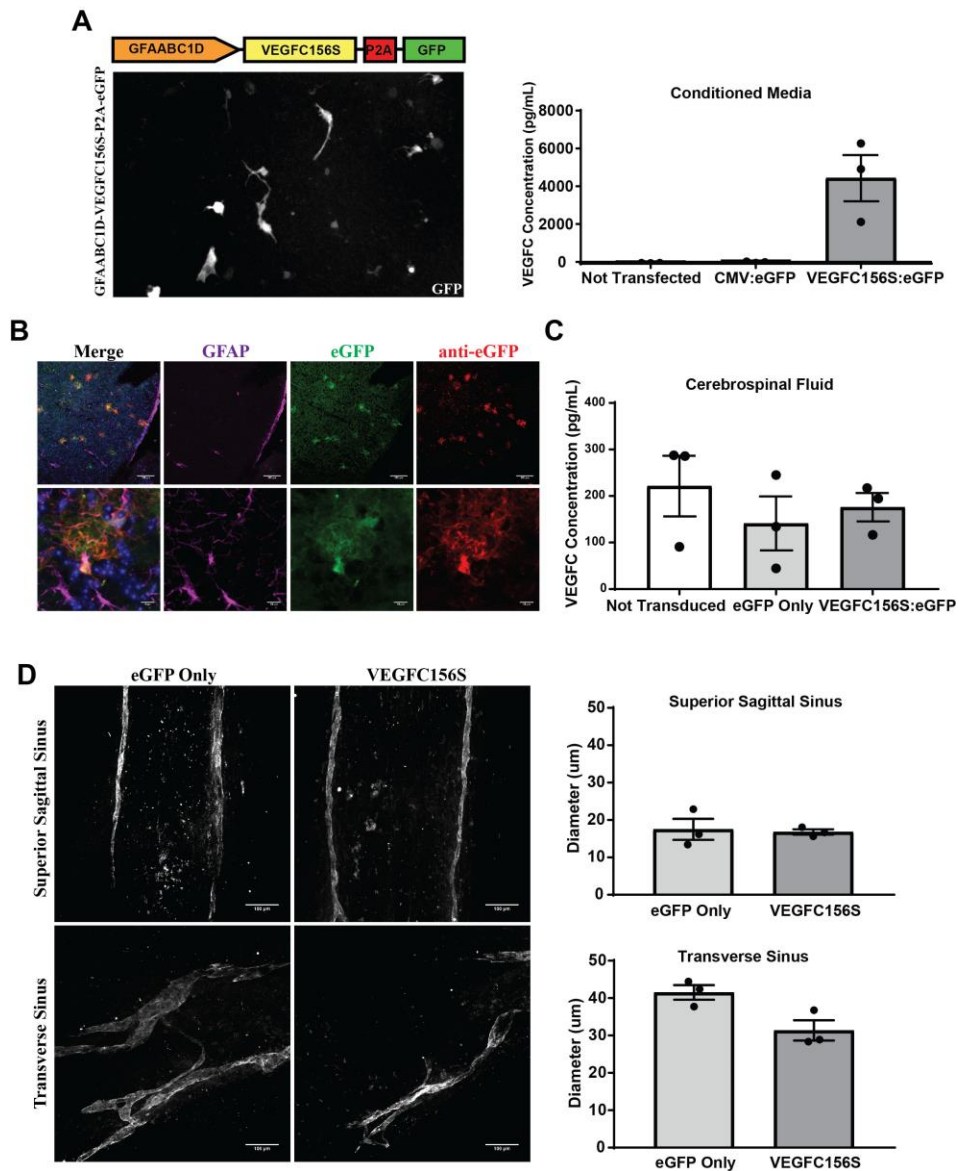 A
GFAABC1D VEGFC156S P2A GFP
GFAABC1D-VEGFC156S-P2A-eGFP
GFP
Conditioned Media
VEGFC Concentration (pg/mL)
8000
6000
4000
2000
0
Not Transfected CMV:eGFP VEGFC156S:eGFP
B
Merge GFAP eGFP anti-eGFP
C
Cerebrospinal Fluid
VEGFC Concentration (pg/mL)
400
300
200
100
0
Not Transduced eGFP Only VEGFC156S:eGFP
D
eGFP Only VEGFC156S
Superior Sagittal Sinus
100 µm 100 µm
Transverse Sinus
100 µm 100 µm
Superior Sagittal Sinus
Diameter (um)
50
40
30
20
10
0
eGFP Only VEGFC156S
Transverse Sinus
Diameter (um)
50
40
30
20
10
0
eGFP Only VEGFC156S